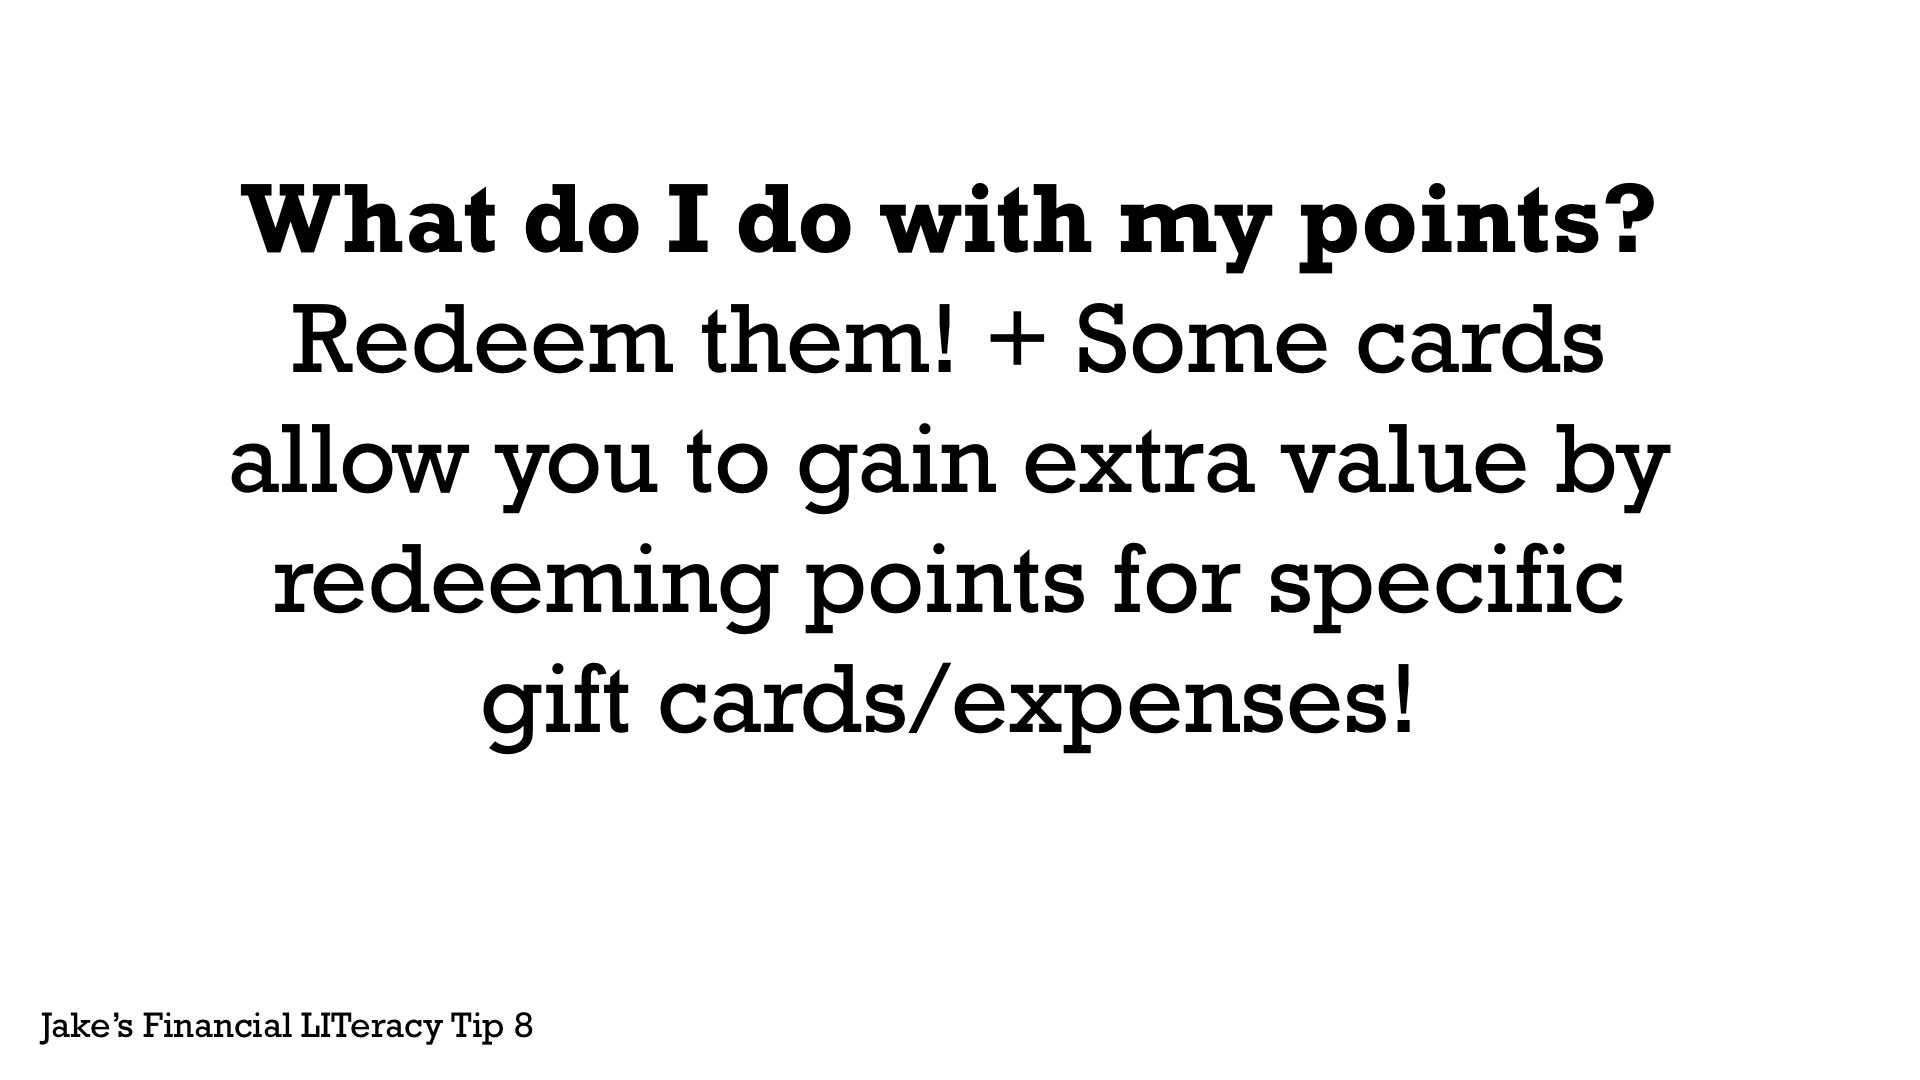 What do I do with my points?
Redeem them! + Some cards
allow you to gain extra value by
redeeming points for specific
gift cards/expenses!
Jake’s Financial LITeracy Tip 8